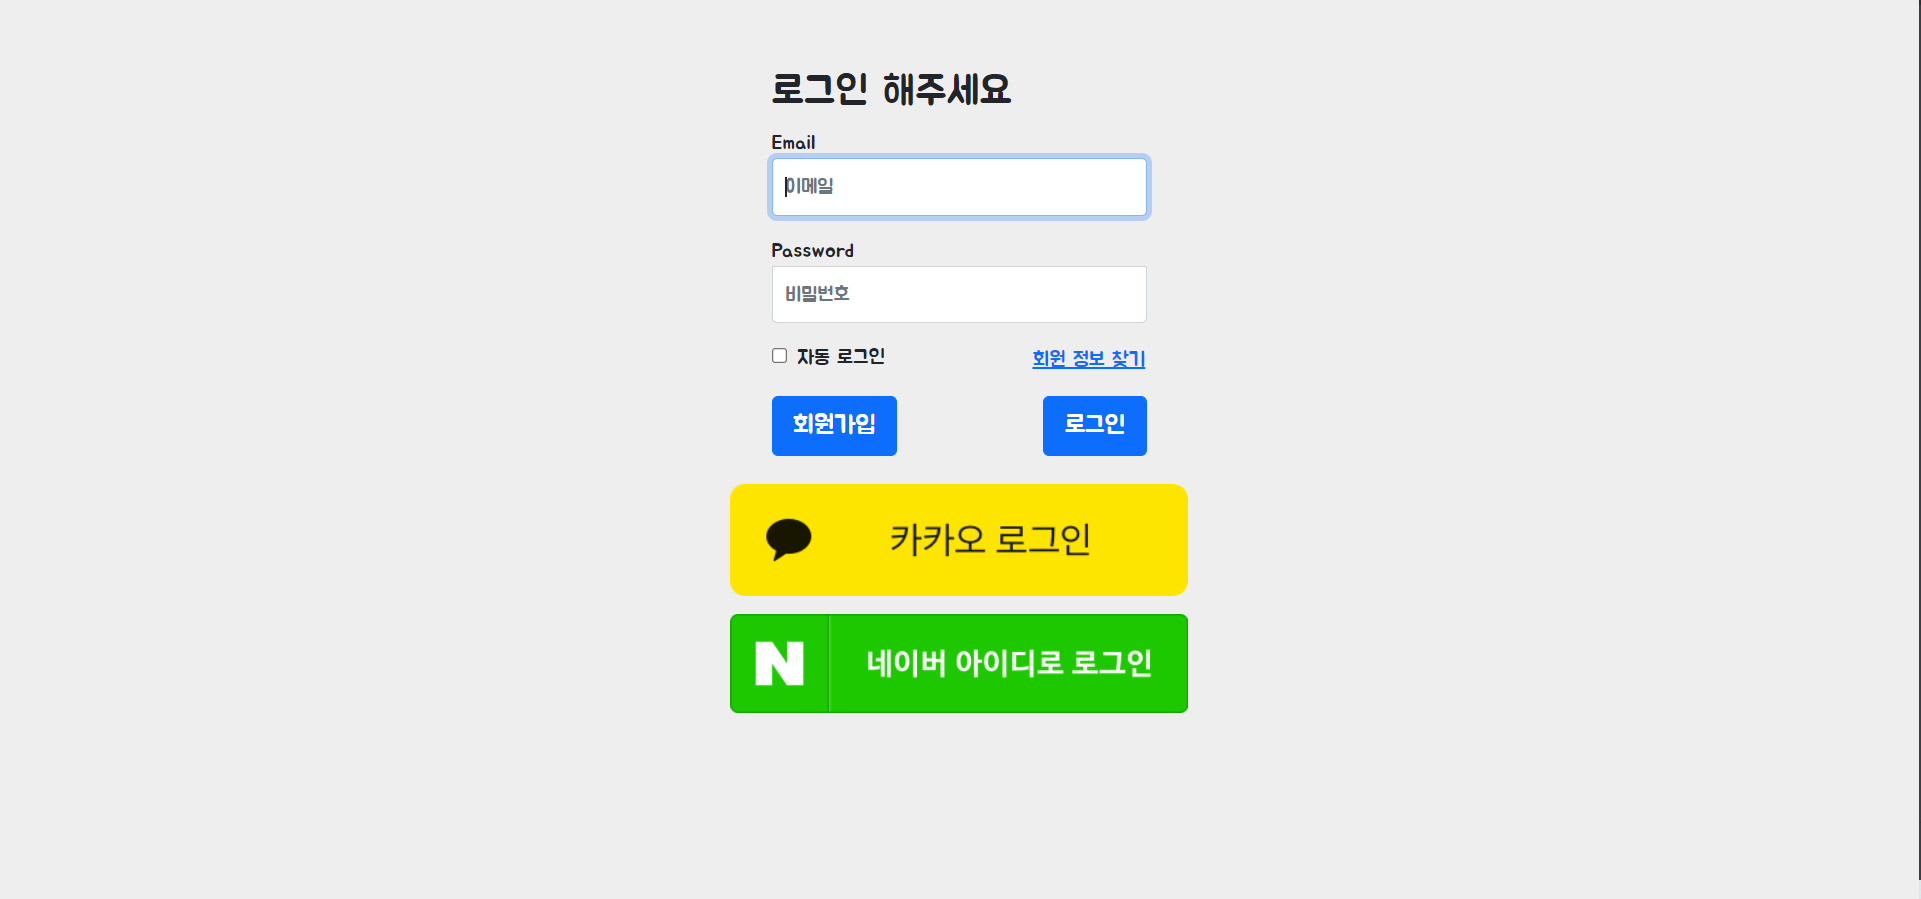 로그인 해주세요
Email
이메일
Password
비밀번호
자동 로그인 회원 정보 찾기
회원가입 로그인
카카오 로그인
N 네이버 아이디로 로그인